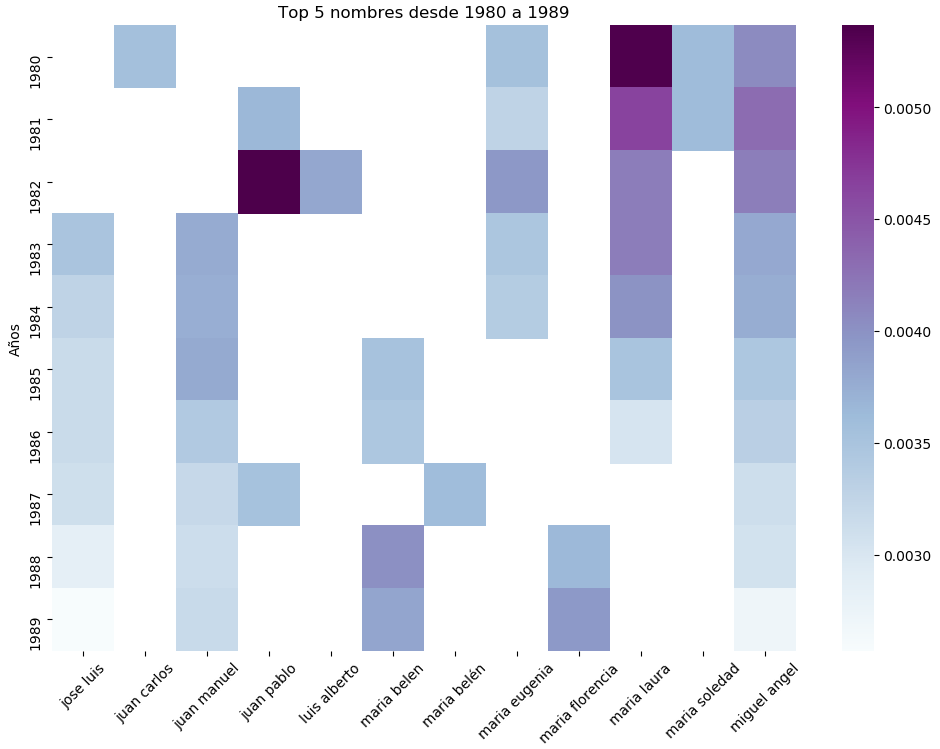 Top 5 nombres desde 1980 a 1989
Años
1980
1981
1982
1983
1984
1985
1986
1987
1988
1989
jose luis
juan carlos
juan manuel
juan pablo
luis alberto
maria belen
maria belén
maria eugenia
maria florencia
maria laura
maria soledad
miguel angel
0.0050
0.0045
0.0040
0.0035
0.0030